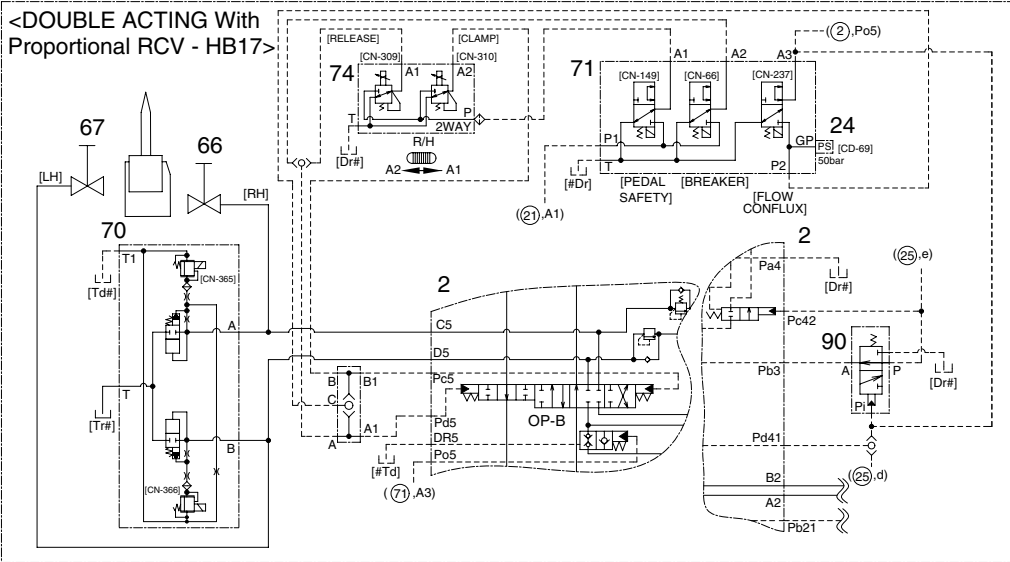 <DOUBLE ACTING With
Proportional RCV - HB17>
[RELEASE]
[CLAMP]
[CN-309]
[CN-310]
A1
A2
74
P
T
2WAY
[Dr#]
R/H
A2
A1
A1
A2
A3
(2,Po5)
71
[CN-149]
[CN-66]
[CN-237]
24
GP
PS
[CD-69]
50bar
P1
T
P2
[#Dr]
[PEDAL
SAFETY]
[BREAKER]
[FLOW
CONFLUX]
(21,A1)
67
66
[LH]
[RH]
70
T1
[Td#]
[CN-365]
A
T
[Tr#]
B
[CN-366]
B
B1
C
A
A1
2
C5
D5
Pc5
Pd5
OP-B
DR5
Po5
[#Td]
(71,A3)
2
Pa4
[Dr#]
(25,e)
Pc42
90
Pb3
A
P
[Dr#]
Pi
Pd41
(25,d)
B2
A2
Pb21